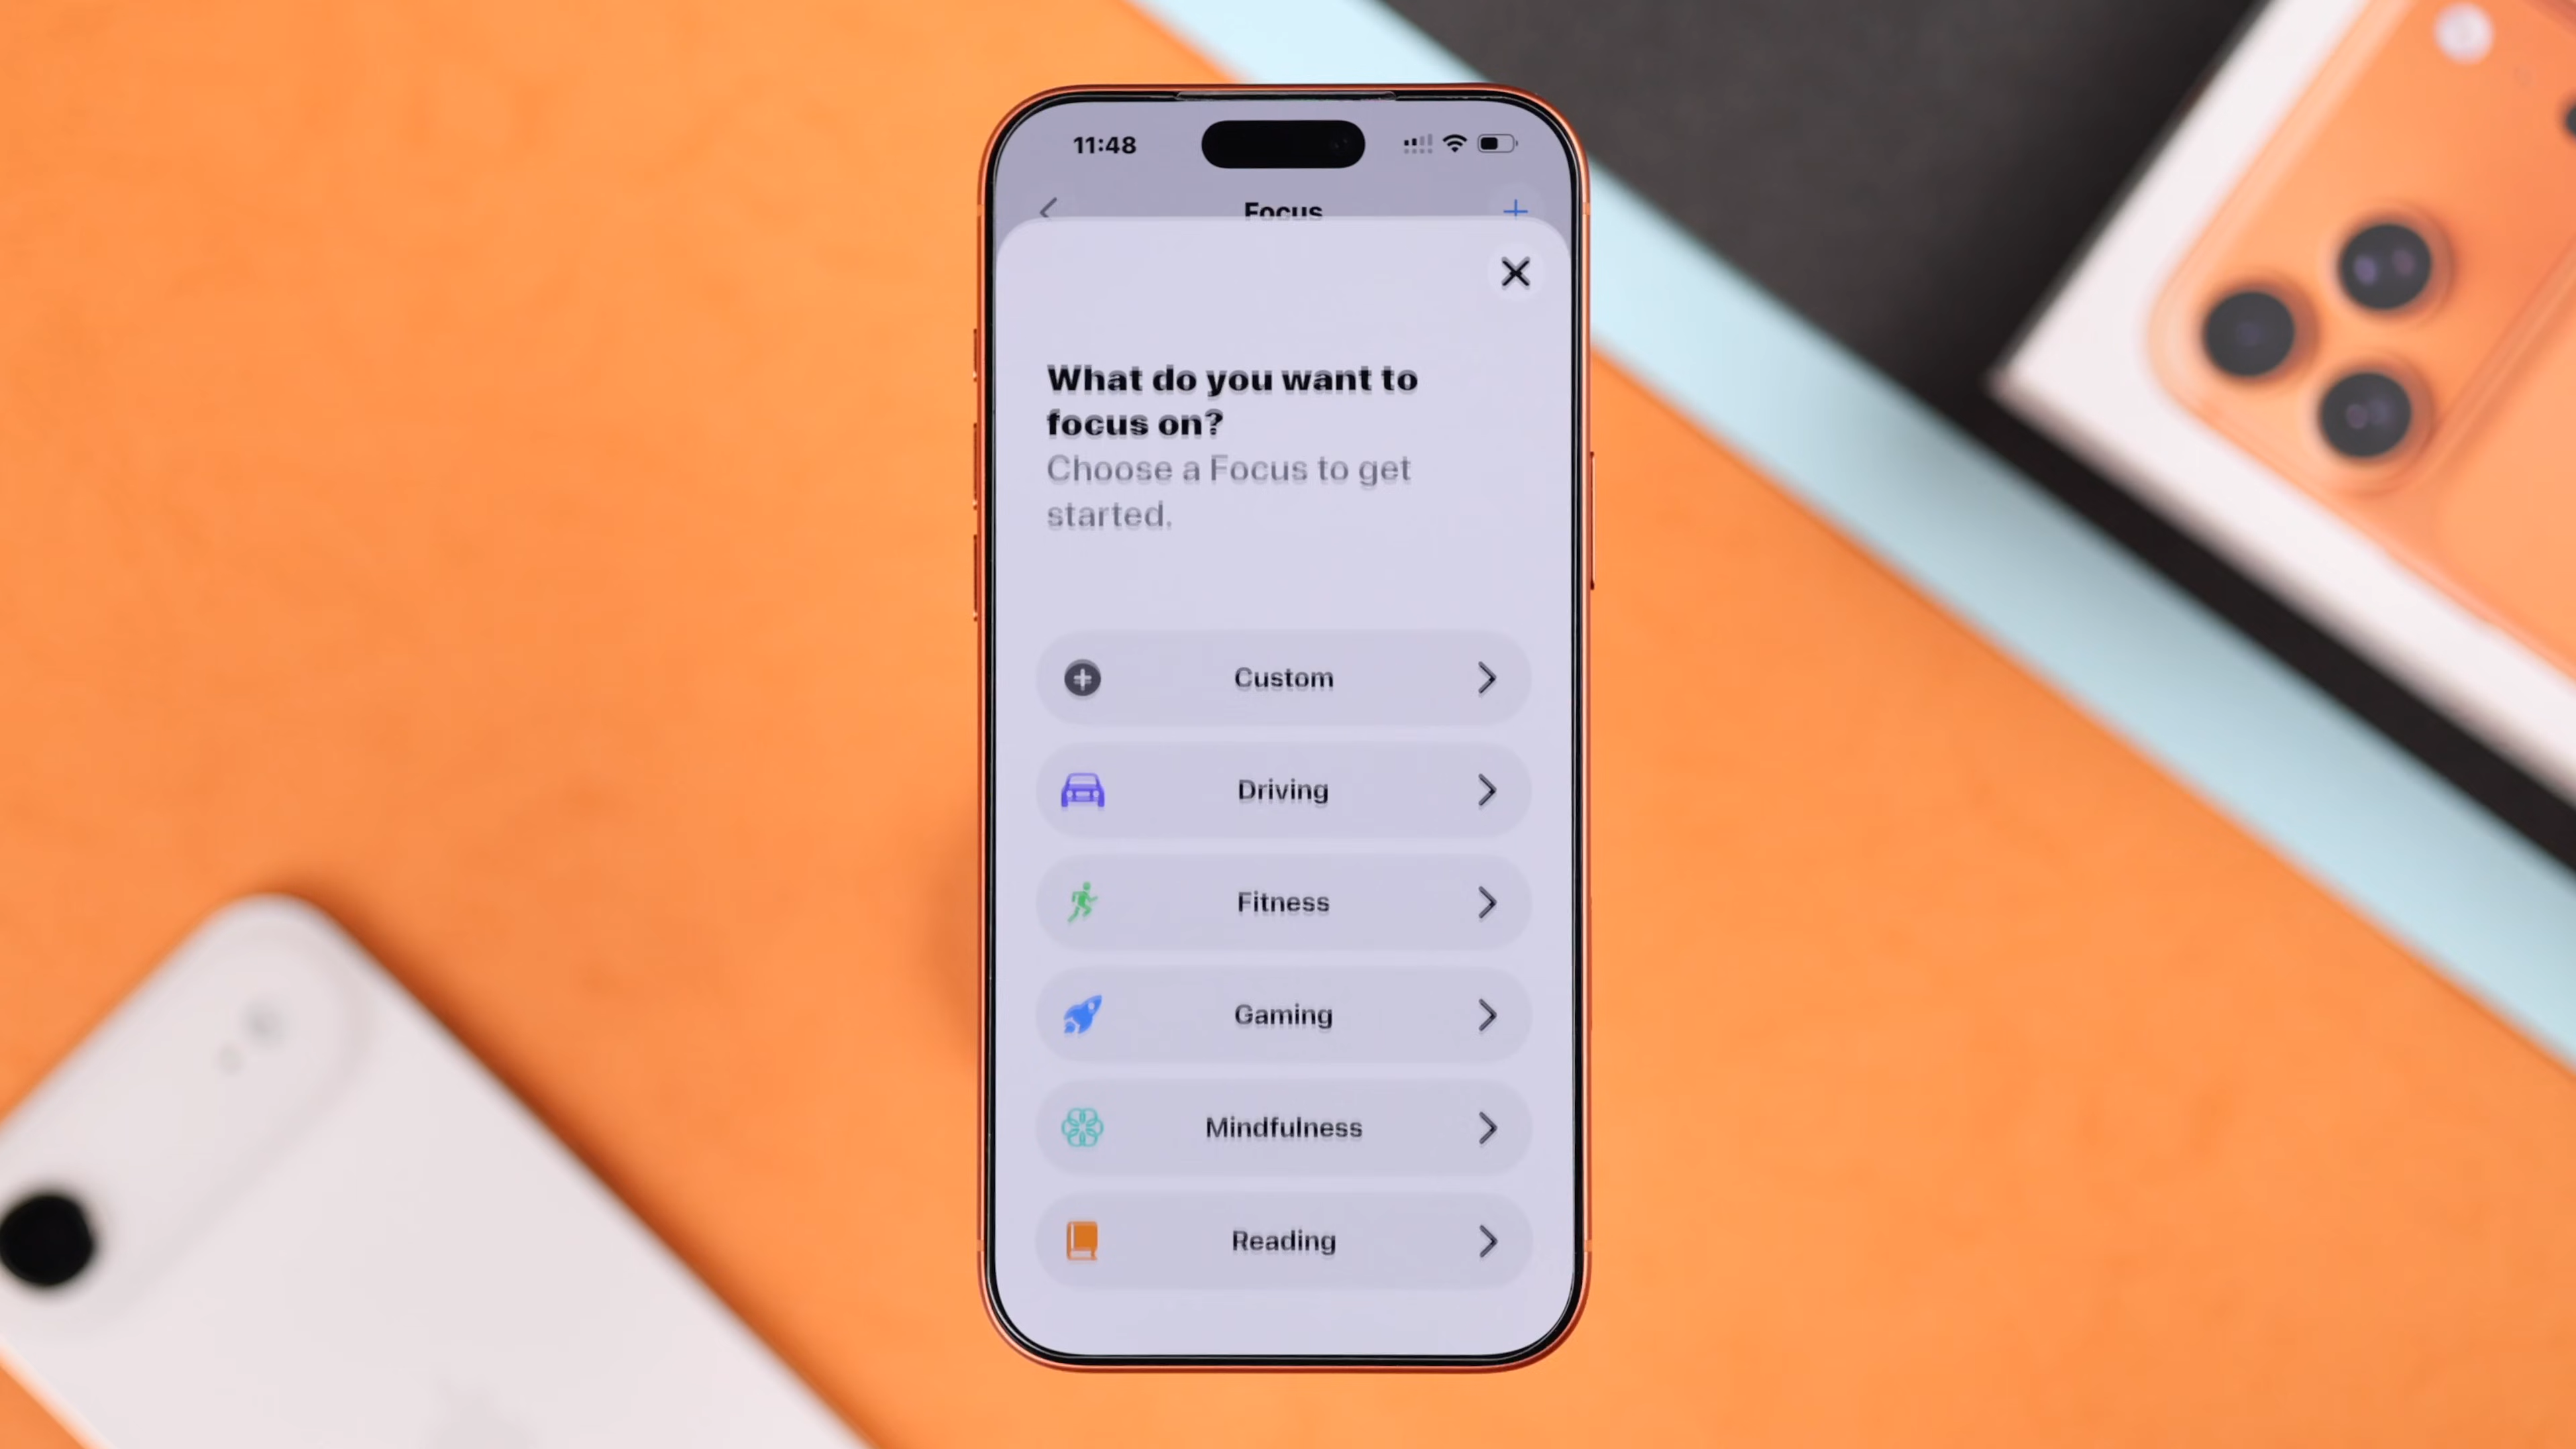 11:48
Focus
What do you want to
focus on?
Choose a Focus to get
started.
Custom
Driving
Fitness
Gaming
Mindfulness
Reading